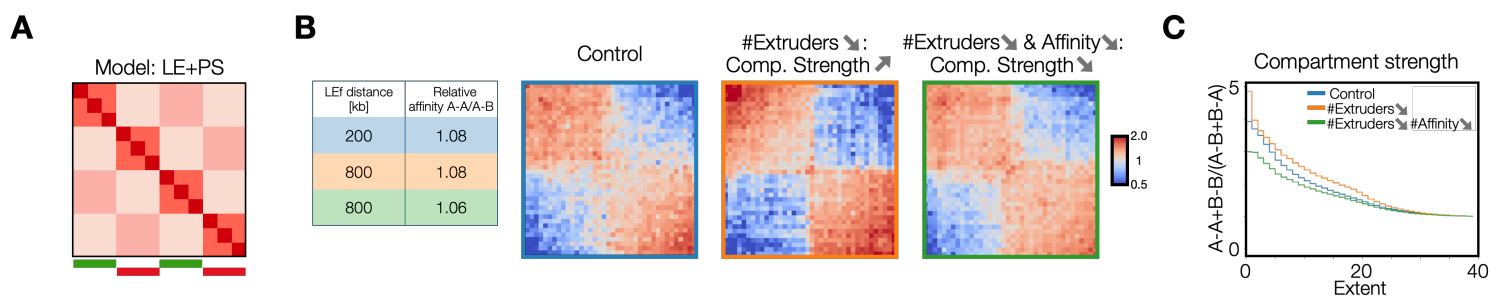 A
Model: LE+PS
B
LEf distance
[kb]
Relative
affinity A-A/A-B
200
1.08
800
1.08
800
1.06
Control
#Extruders ↘:
Comp. Strength ↗
#Extruders↘ & Affinity↘:
Comp. Strength ↘
2.0
1
0.5
C
Compartment strength
A-A+B-B/(A-B+B-A)
5
0
Control
#Extruders↘
#Extruders↘ #Affinity↘
0
20
40
Extent